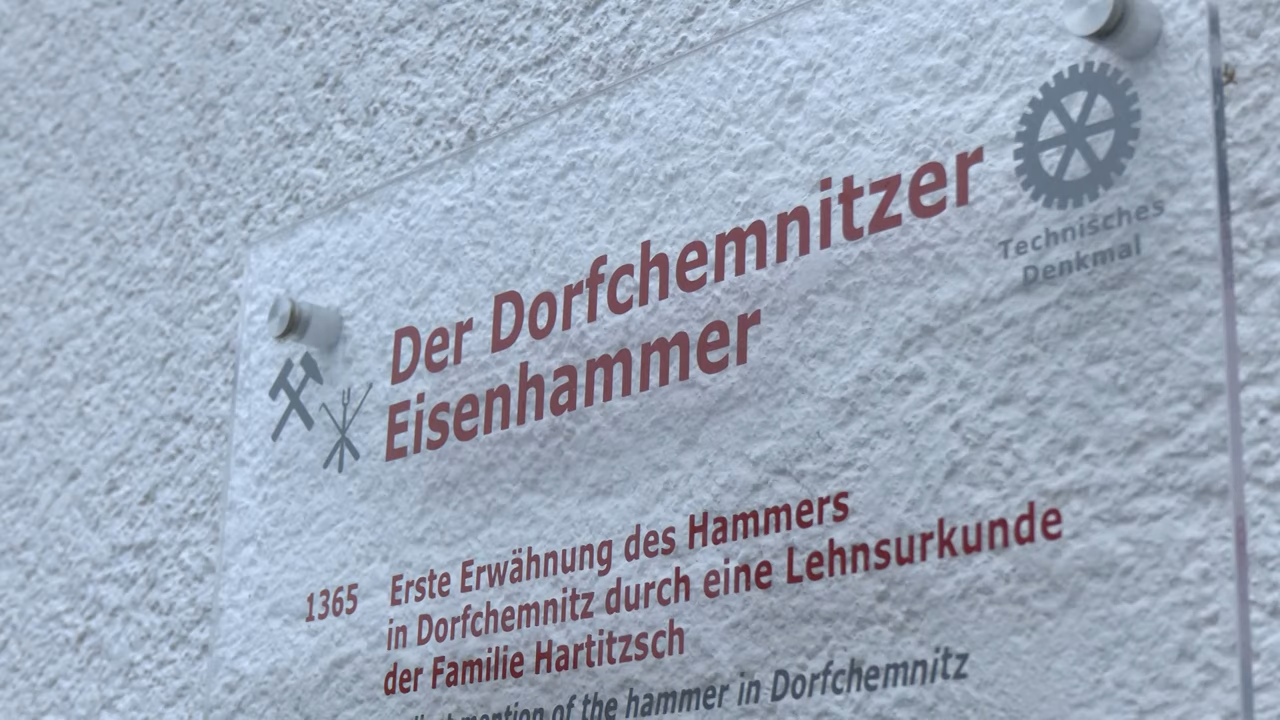 Der Dorfchemnitzer
Eisenhammer
Technisches
Denkmal
1365 Erste Erwähnung des Hammers
in Dorfchemnitz durch eine Lehnsurkunde
der Familie Hartitzsch
mention of the hammer in Dorfchemnitz